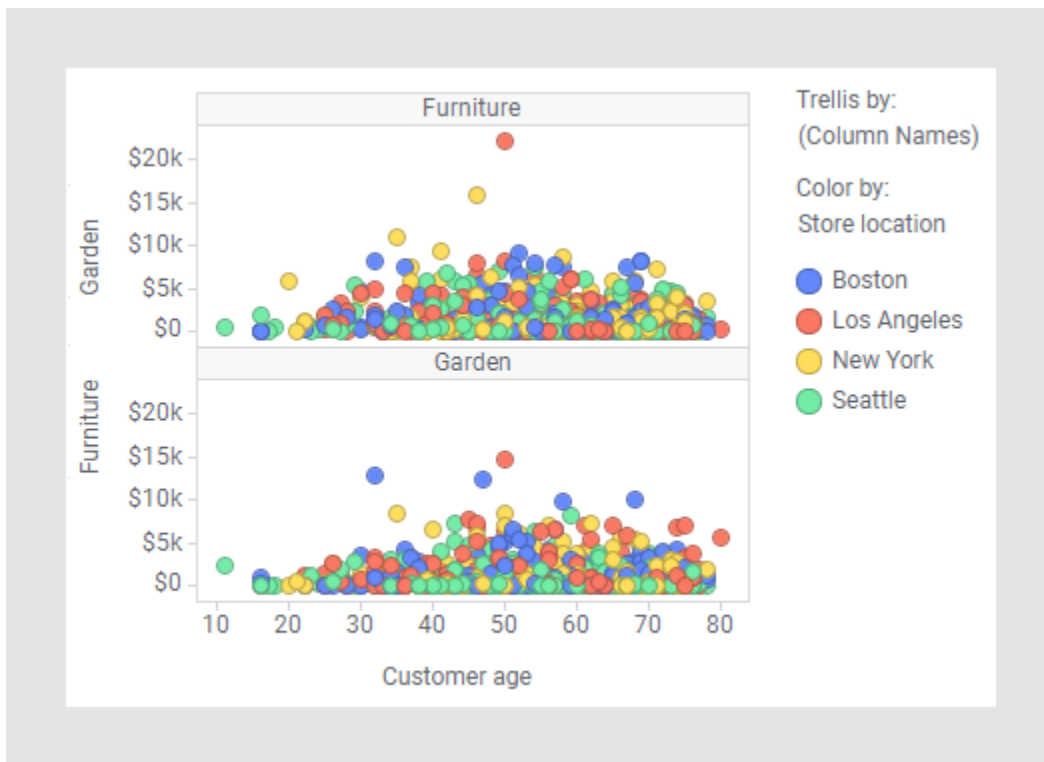 Furniture
$20k
$15k
$10k
$5k
$0
Garden
Garden
$20k
$15k
$10k
$5k
$0
Furniture
10 20 30 40 50 60 70 80
Customer age
Trellis by:
(Column Names)
Color by:
Store location
Boston
Los Angeles
New York
Seattle